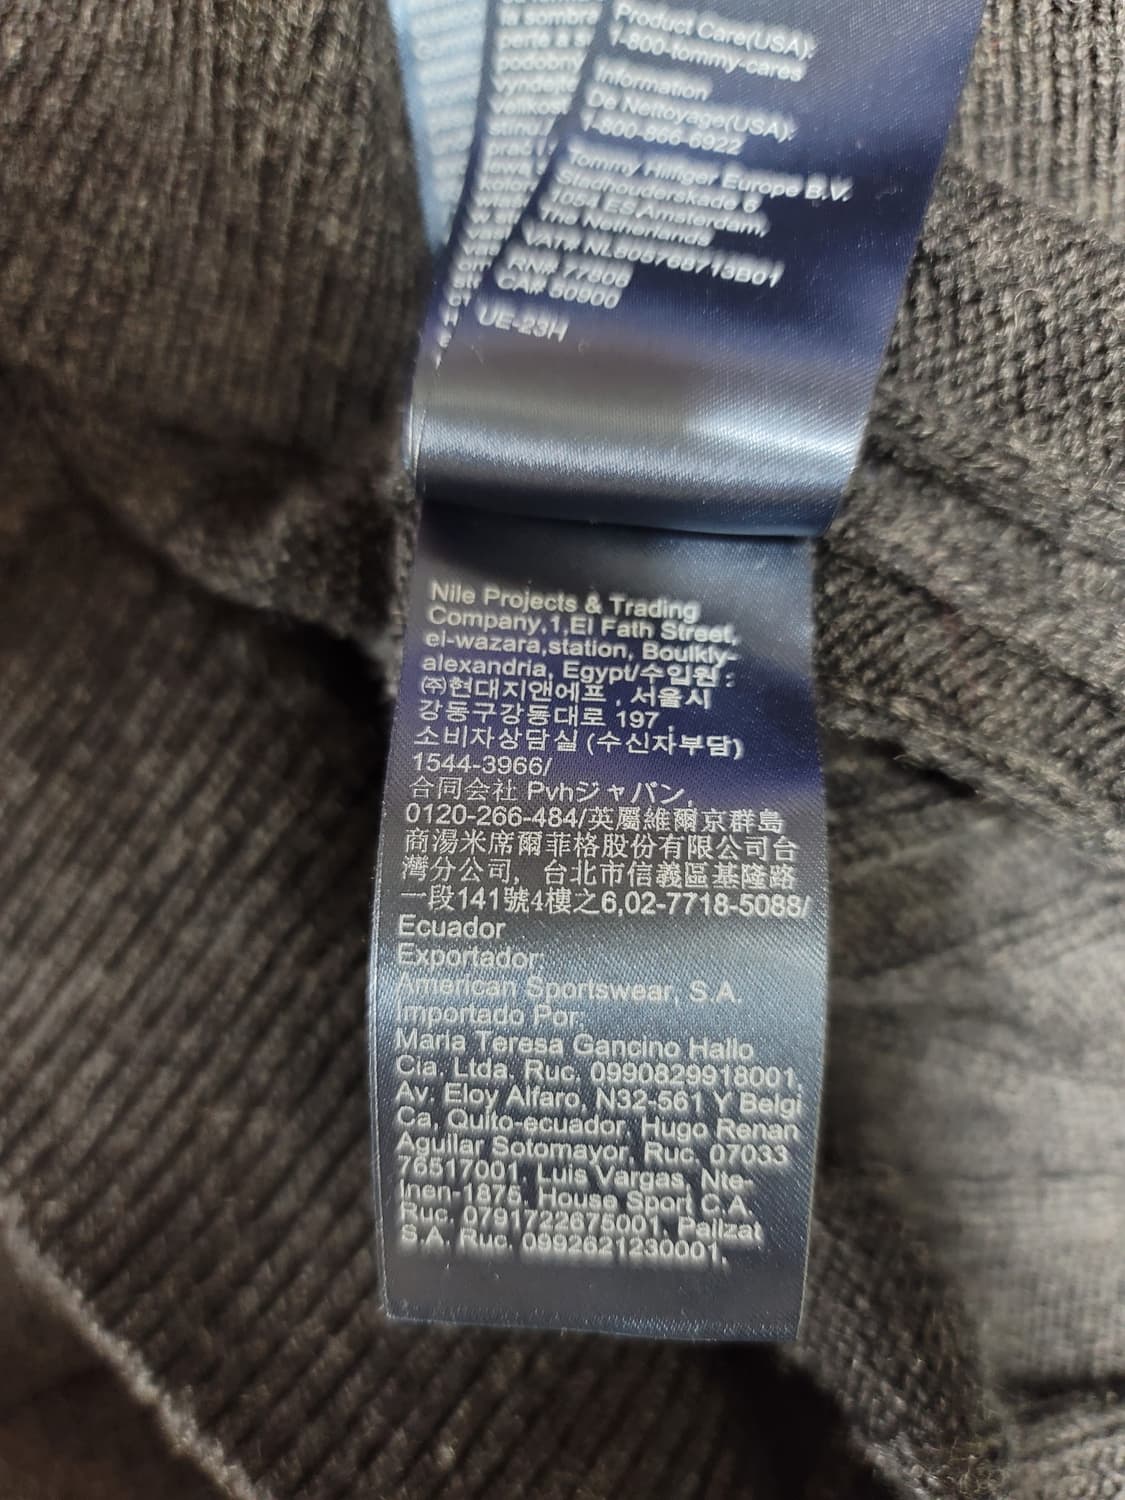 la sombra
perte a s
podobny
Product Care(USA):
1-800-tommy-cares
Information
De Nettoyage(USA):
1-800-866-6922
Tommy Hilfiger Europe B.V.
Stadhouderskade 6
1054 ES Amsterdam,
The Netherlands
VAT# NL805768713B01
RN# 77806
CA# 50900
UE-23H
Nile Projects & Trading
Company,1,El Fath Street,
el-wazara,station, Boulkly-
alexandria, Egypt/수입원 :
㈜현대지앤에프 , 서울시
강동구강동대로 197,
소비자상담실 (수신자부담)
1544-3966/
合同会社 Pvhジャパン,
0120-266-484/英屬維爾京群島
商湯米席爾菲格股份有限公司台
灣分公司, 台北市信義區基隆路
一段141號4樓之6,02-7718-5088/
Ecuador
Exportador:
American Sportswear, S.A.
Importado Por:
Maria Teresa Gancino Hallo
Cia. Ltda. Ruc. 0990829918001,
Av. Eloy Alfaro, N32-561 Y Belgi
Ca, Quito-ecuador. Hugo Renan
Aguilar Sotomayor, Ruc. 07033
76517001. Luis Vargas, Nte-
Inen-1875. House Sport C.A.
Ruc. 0791722675001. Pailzat
S.A. Ruc. 0992621230001.